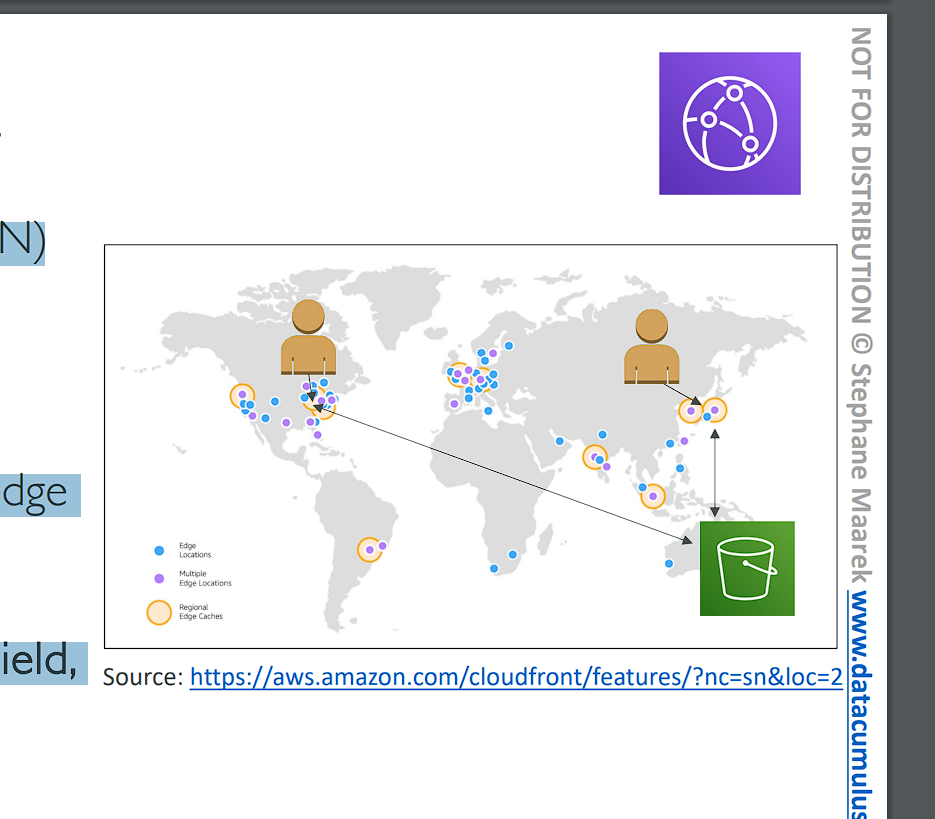 N)
dge
ield,
Edge
Locations
Multiple
Edge Locations
Regional
Edge Caches
Source: https://aws.amazon.com/cloudfront/features/?nc=sn&loc=2
NOT FOR DISTRIBUTION © Stephane Maarek www.datacumulus